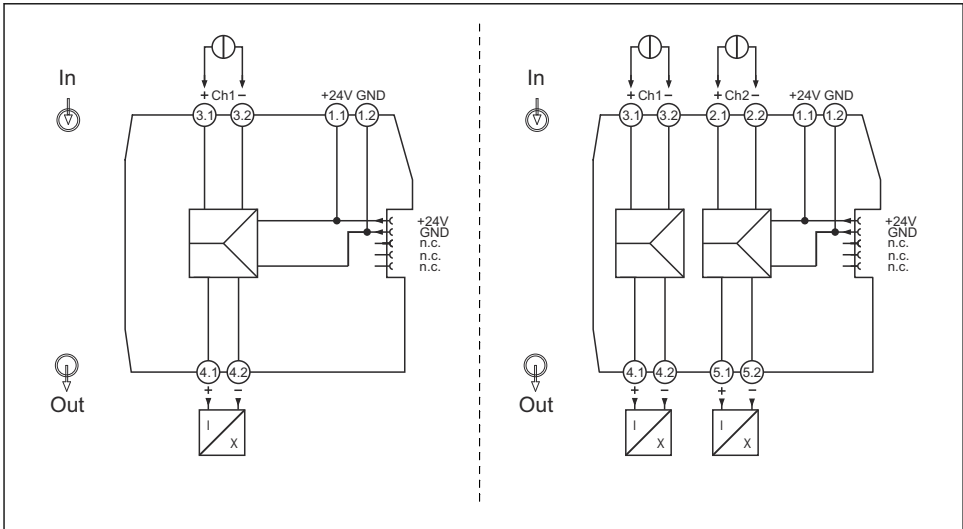 In
+ Ch1 −
+24V GND
3.1 3.2 1.1 1.2
+24V
GND
n.c.
n.c.
n.c.
4.1 4.2
+ −
Out
I
X
In
+ Ch1 −
+ Ch2 −
+24V GND
3.1 3.2 2.1 2.2 1.1 1.2
+24V
GND
n.c.
n.c.
n.c.
4.1 4.2 5.1 5.2
+ − + −
Out
I
X
I
X